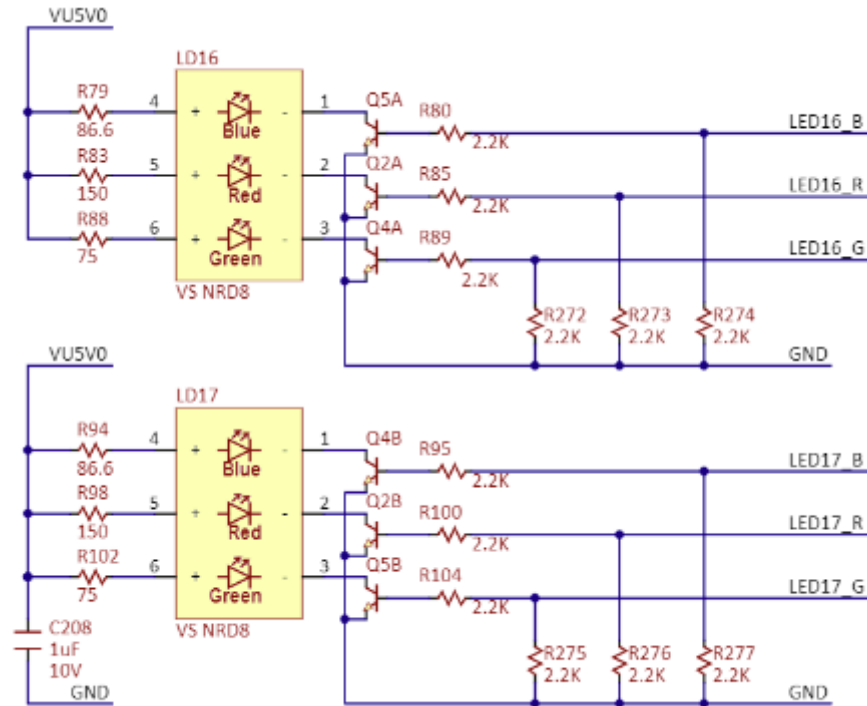 VU5V0
LD16
R79
86.6
4
+
Blue
-
1
Q5A
R80
2.2K
LED16_B
R83
150
5
+
Red
-
2
Q2A
R85
2.2K
LED16_R
R88
75
6
+
Green
-
3
Q4A
R89
2.2K
LED16_G
VS NRD8
R272
2.2K
R273
2.2K
R274
2.2K
GND
VU5V0
LD17
R94
86.6
4
+
Blue
-
1
Q4B
R95
2.2K
LED17_B
R98
150
5
+
Red
-
2
Q2B
R100
2.2K
LED17_R
R102
75
6
+
Green
-
3
Q5B
R104
2.2K
LED17_G
VS NRD8
C208
1uF
10V
GND
R275
2.2K
R276
2.2K
R277
2.2K
GND